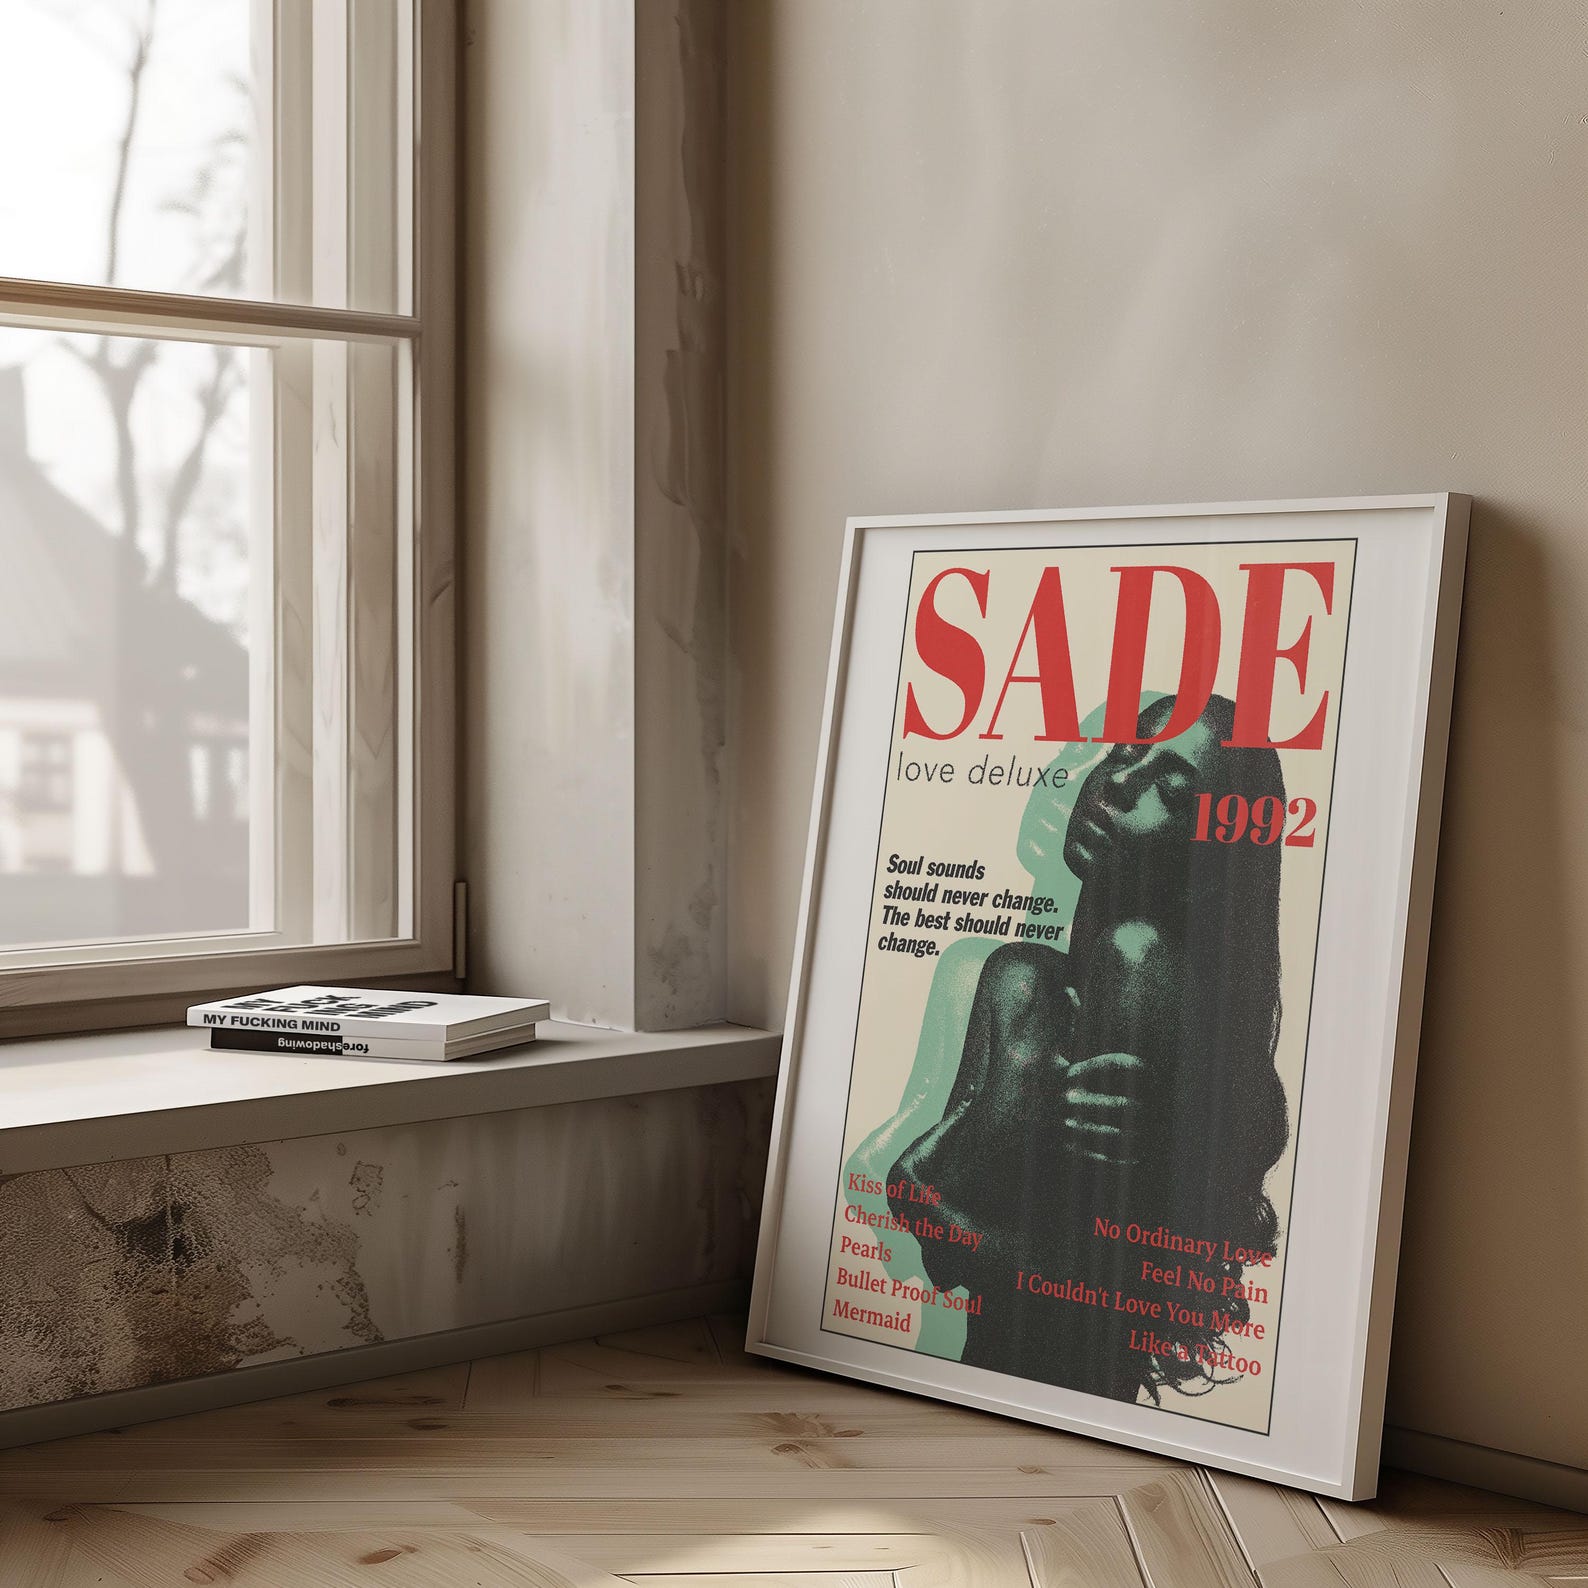 SADE
love deluxe
1992
Soul sounds
should never change.
The best should never
change.
Kiss of Life
Cherish the Day
Pearls
Bullet Proof Soul
Mermaid
No Ordinary Love
Feel No Pain
I Couldn't Love You More
Like a Tattoo
MY FUCKING MIND
foreshadowing